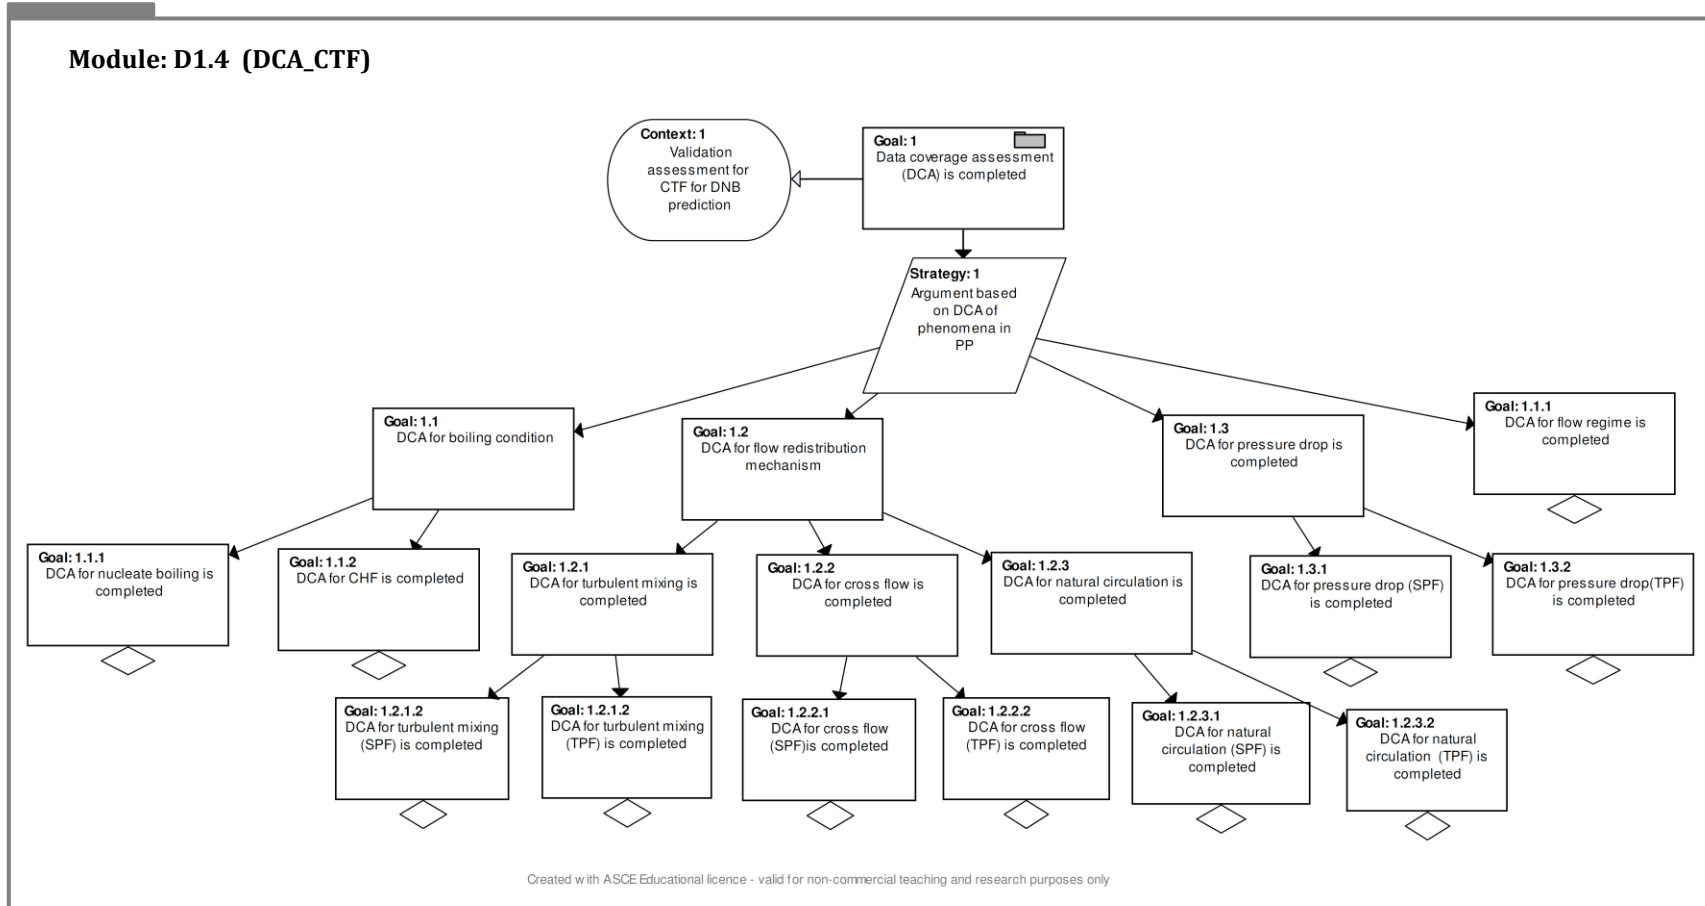 Module: D1.4 (DCA_CTF)
Context: 1
Validation
assessment for
CTF for DNB
prediction
Goal: 1
Data coverage assessment
(DCA) is completed
Strategy: 1
Argument based
on DCA of
phenomena in
PP
Goal: 1.1
DCA for boiling condition
Goal: 1.2
DCA for flow redistribution
mechanism
Goal: 1.3
DCA for pressure drop is
completed
Goal: 1.1.1
DCA for flow regime is
completed
Goal: 1.1.1
DCA for nucleate boiling is
completed
Goal: 1.1.2
DCA for CHF is completed
Goal: 1.2.1
DCA for turbulent mixing is
completed
Goal: 1.2.2
DCA for cross flow is
completed
Goal: 1.2.3
DCA for natural circulation is
completed
Goal: 1.3.1
DCA for pressure drop (SPF)
is completed
Goal: 1.3.2
DCA for pressure drop(TPF)
is completed
Goal: 1.2.1.2
DCA for turbulent mixing
(SPF) is completed
Goal: 1.2.1.2
DCA for turbulent mixing
(TPF) is completed
Goal: 1.2.2.1
DCA for cross flow
(SPF)is completed
Goal: 1.2.2.2
DCA for cross flow
(TPF) is completed
Goal: 1.2.3.1
DCA for natural
circulation (SPF) is
completed
Goal: 1.2.3.2
DCA for natural
circulation (TPF) is
completed
Created with ASCE Educational licence - valid for non-commercial teaching and research purposes only